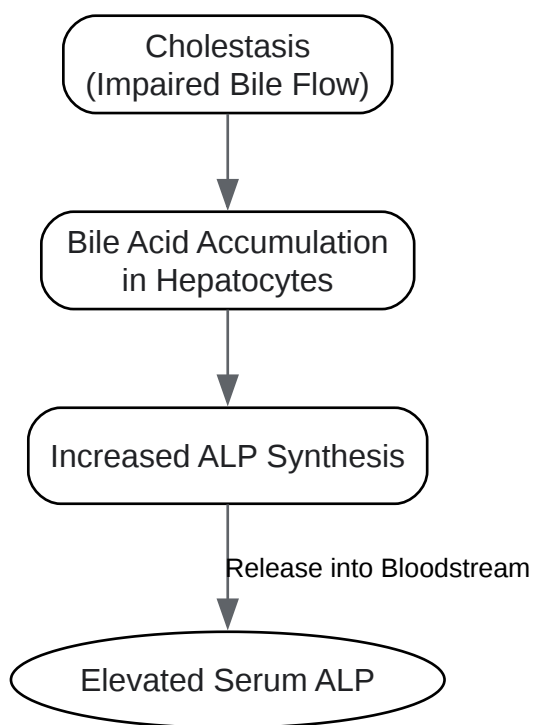 Cholestasis
(Impaired Bile Flow)
Bile Acid Accumulation
in Hepatocytes
Increased ALP Synthesis
Release into Bloodstream
Elevated Serum ALP